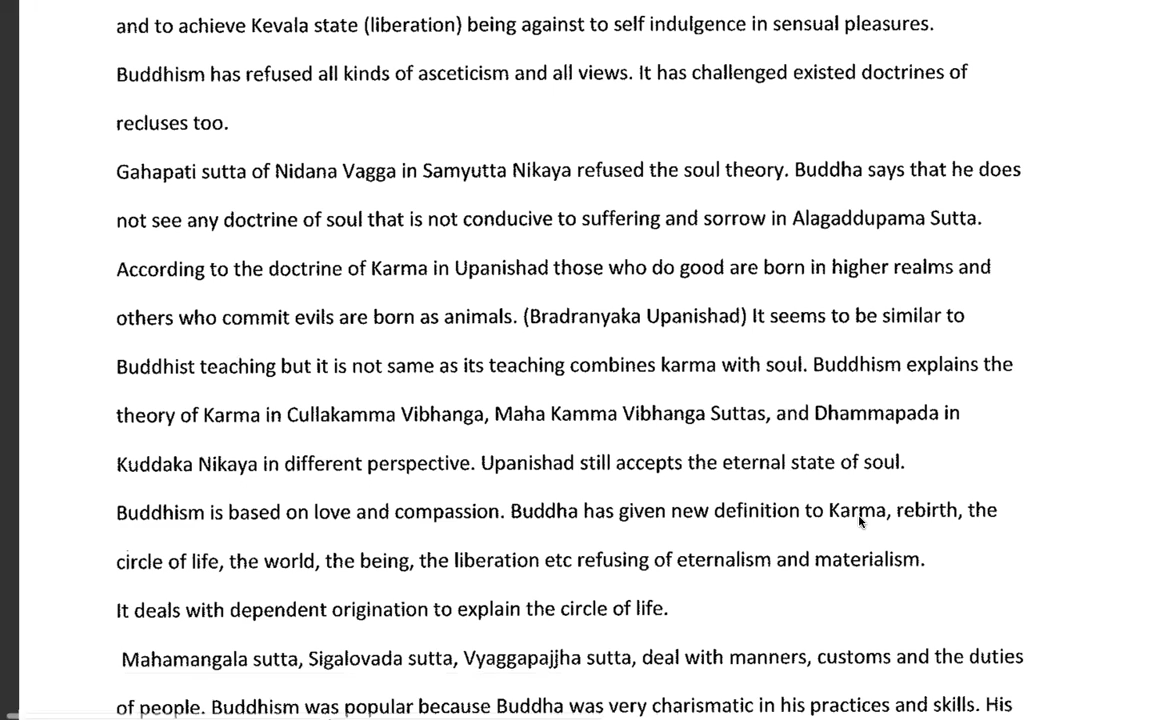 and to achieve Kevala state (liberation) being against to self indulgence in sensual pleasures.
Buddhism has refused all kinds of asceticism and all views. It has challenged existed doctrines of
recluses too.
Gahapati sutta of Nidana Vagga in Samyutta Nikaya refused the soul theory. Buddha says that he does
not see any doctrine of soul that is not conducive to suffering and sorrow in Alagaddupama Sutta.
According to the doctrine of Karma in Upanishad those who do good are born in higher realms and
others who commit evils are born as animals. (Bradranyaka Upanishad) It seems to be similar to
Buddhist teaching but it is not same as its teaching combines karma with soul. Buddhism explains the
theory of Karma in Cullakamma Vibhanga, Maha Kamma Vibhanga Suttas, and Dhammapada in
Kuddaka Nikaya in different perspective. Upanishad still accepts the eternal state of soul.
Buddhism is based on love and compassion. Buddha has given new definition to Karma, rebirth, the
circle of life, the world, the being, the liberation etc refusing of eternalism and materialism.
It deals with dependent origination to explain the circle of life.
Mahamangala sutta, Sigalovada sutta, Vyaggapajjha sutta, deal with manners, customs and the duties
of people. Buddhism was popular because Buddha was very charismatic in his practices and skills. His